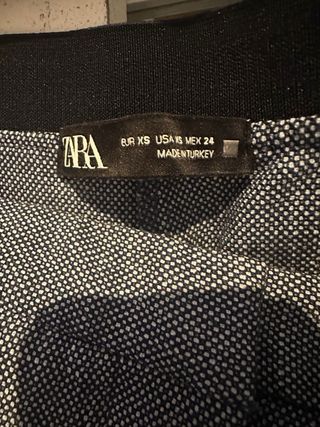 ZARA
EUR XS USA XS MEX 24
MADE IN TURKEY